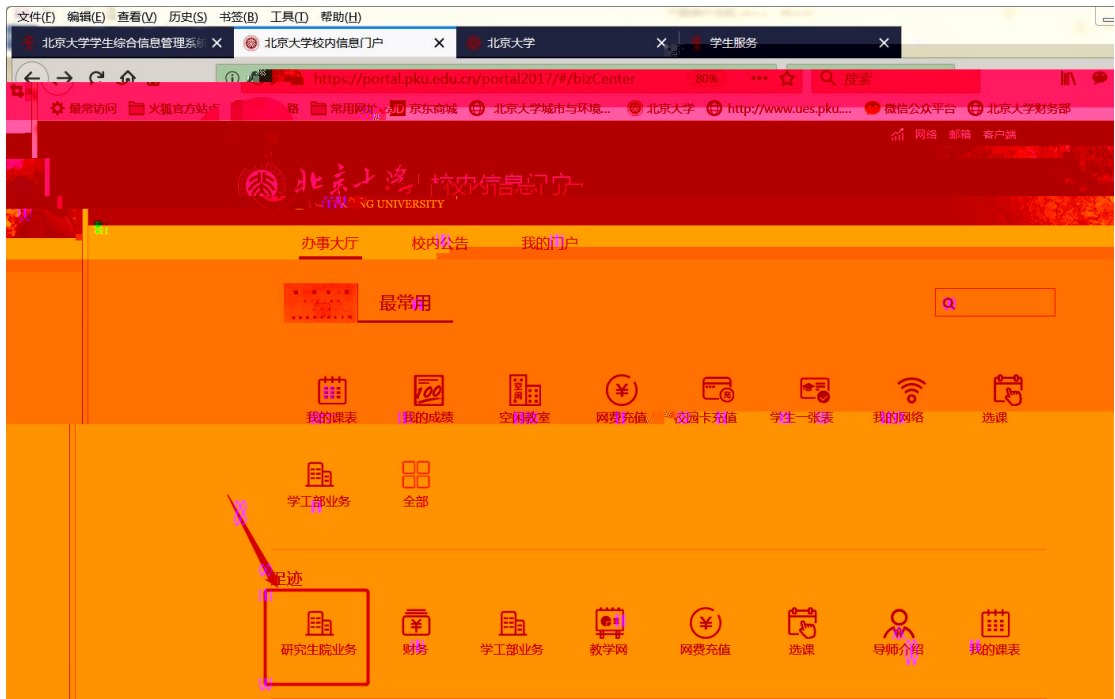 文件(F) 编辑(E) 查看(V) 历史(S) 书签(B) 工具(T) 帮助(H)
北京大学学生综合信息管理系统 北京大学校内信息门户 北京大学 学生服务
https://portal.pku.edu.cn/portal2017/#/bizCenter 80% 搜索
最常访问 火狐官方站点 常用网址 京东商城 北京大学城市与环境... 北京大学 http://www.ues.pku.... 微信公众平台 北京大学财务部
网络 邮箱 客户端
北京大学 校内信息门户
UNIVERSITY
办事大厅 校内公告 我的门户
最常用
我的课表 我的成绩 空闲教室 网费充值 校园卡充值 学生一张表 我的网络 选课
学工部业务 全部
足迹
研究生院业务 财务 学工部业务 教学网 网费充值 选课 导师介绍 我的课表